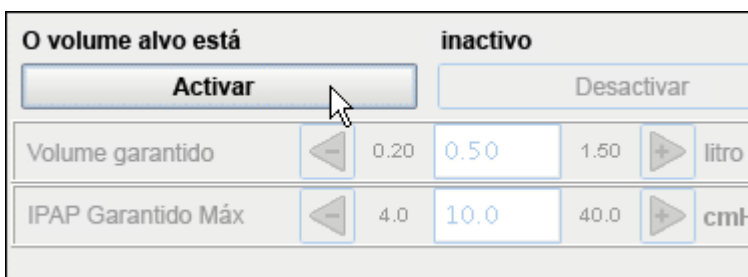 O volume alvo está inactivo
Activar Desactivar
Volume garantido − 0.20 0.50 1.50 + litro
IPAP Garantido Máx − 4.0 10.0 40.0 + cmH